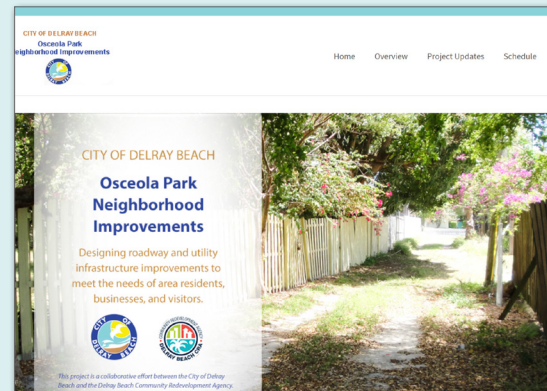 CITY OF DELRAY BEACH
Osceola Park
eighborhood Improvements
Home Overview Project Updates Schedule
CITY OF DELRAY BEACH
Osceola Park
Neighborhood
Improvements
Designing roadway and utility
infrastructure improvements to
meet the needs of area residents,
businesses, and visitors.
CITY OF
DELRAY BEACH
DELRAY BEACH CRA
This project is a collaborative effort between the City of Delray
Beach and the Delray Beach Community Redevelopment Agency.